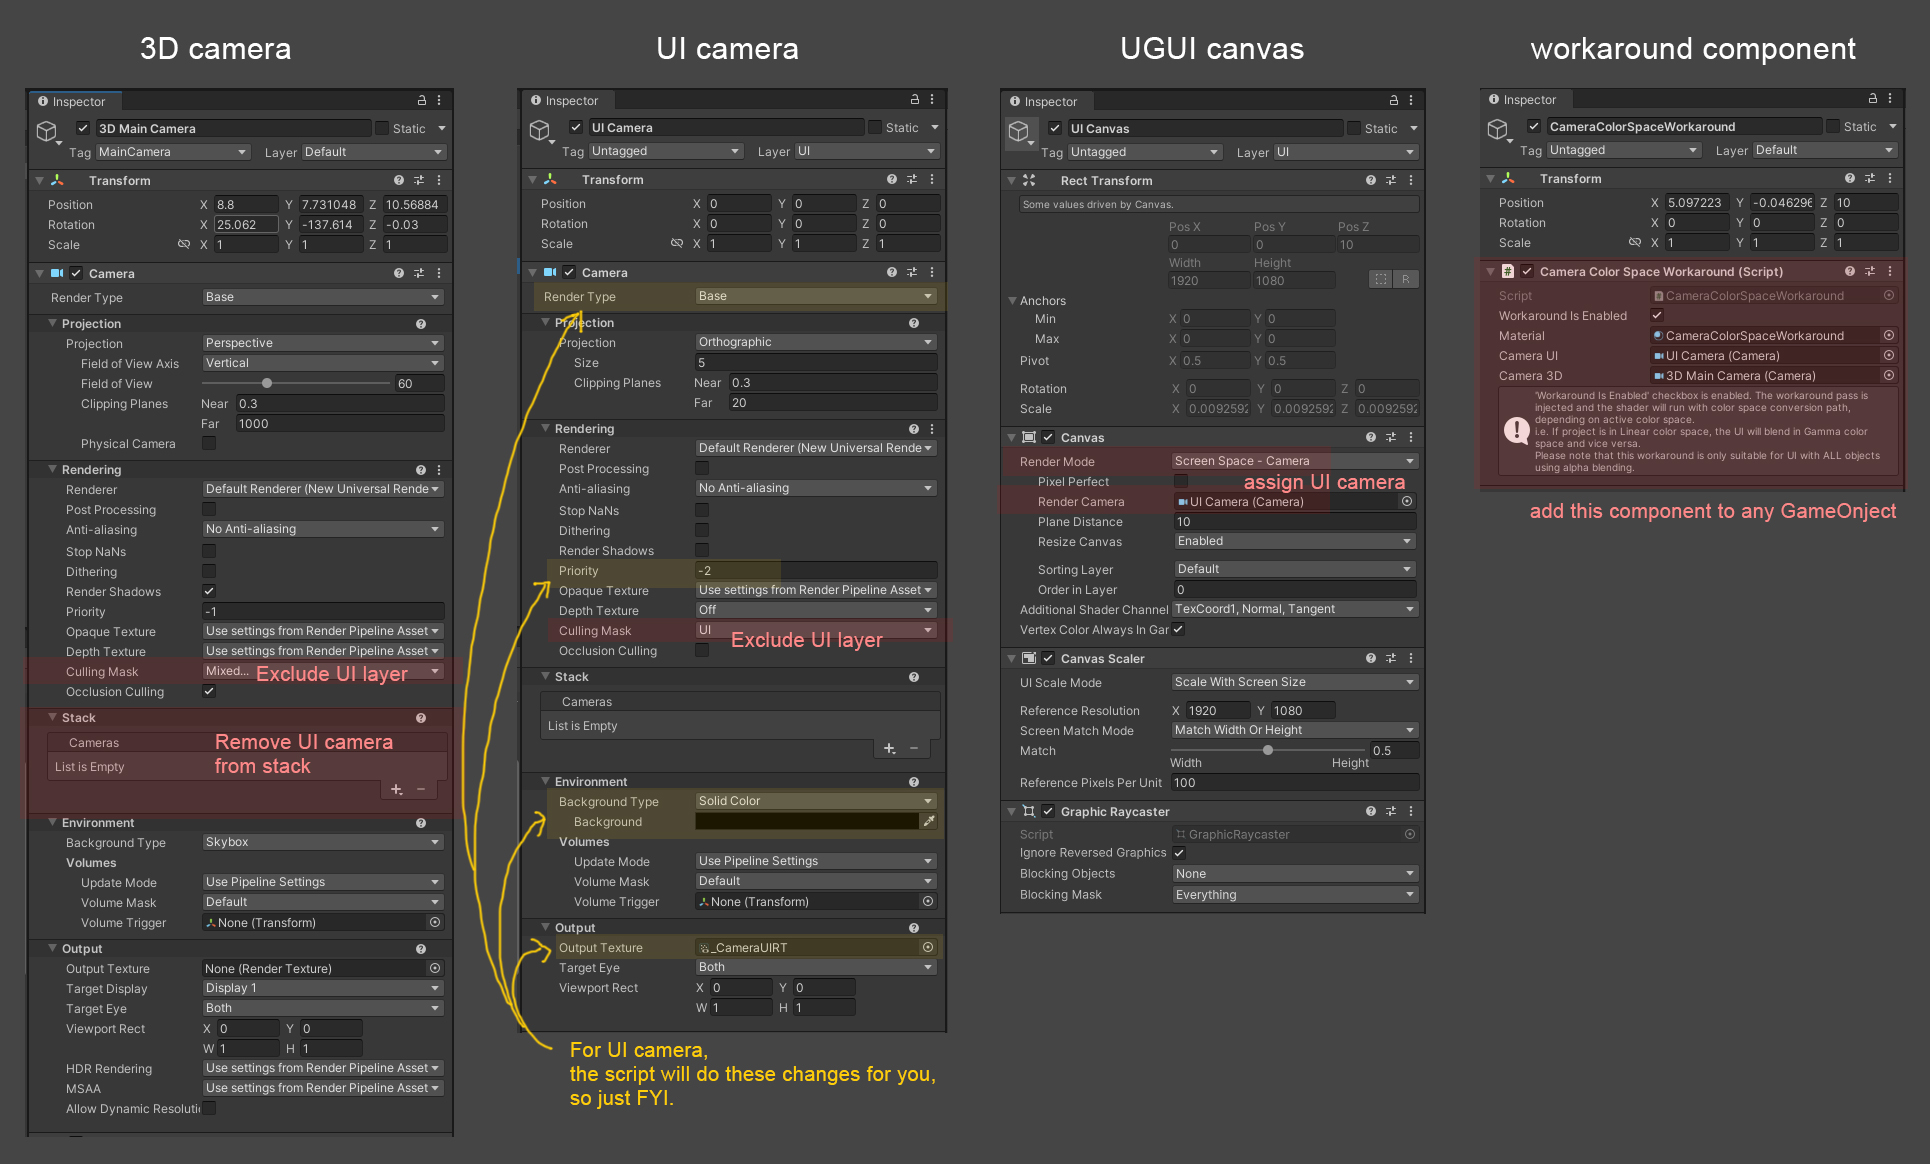 3D camera
Inspector
3D Main Camera
Static
Tag MainCamera Layer Default
Transform
Position X 8.8 Y 7.731048 Z 10.56884
Rotation X 25.062 Y -137.614 Z -0.03
Scale X 1 Y 1 Z 1
Camera
Render Type Base
Projection
Projection Perspective
Field of View Axis Vertical
Field of View 60
Clipping Planes Near 0.3
Far 1000
Physical Camera
Rendering
Renderer Default Renderer (New Universal Rende
Post Processing
Anti-aliasing No Anti-aliasing
Stop NaNs
Dithering
Render Shadows
Priority -1
Opaque Texture Use settings from Render Pipeline Asset
Depth Texture Use settings from Render Pipeline Asset
Culling Mask Mixed... Exclude UI layer
Occlusion Culling
Stack
Cameras
List is Empty
Remove UI camera
from stack
+ −
Environment
Background Type Skybox
Volumes
Update Mode Use Pipeline Settings
Volume Mask Default
Volume Trigger None (Transform)
Output
Output Texture None (Render Texture)
Target Display Display 1
Target Eye Both
Viewport Rect X 0 Y 0
W 1 H 1
HDR Rendering Use settings from Render Pipeline Asset
MSAA Use settings from Render Pipeline Asset
Allow Dynamic Resoluti
UI camera
Inspector
UI Camera
Static
Tag Untagged Layer UI
Transform
Position X 0 Y 0 Z 0
Rotation X 0 Y 0 Z 0
Scale X 1 Y 1 Z 1
Camera
Render Type Base
Projection
Projection Orthographic
Size 5
Clipping Planes Near 0.3
Far 20
Rendering
Renderer Default Renderer (New Universal Rende
Post Processing
Anti-aliasing No Anti-aliasing
Stop NaNs
Dithering
Render Shadows
Priority -2
Opaque Texture Use settings from Render Pipeline Asset
Depth Texture Off
Culling Mask UI
Exclude UI layer
Occlusion Culling
Stack
Cameras
List is Empty
+ −
Environment
Background Type Solid Color
Background
Volumes
Update Mode Use Pipeline Settings
Volume Mask Default
Volume Trigger None (Transform)
Output
Output Texture _CameraUIRT
Target Eye Both
Viewport Rect X 0 Y 0
W 1 H 1
For UI camera,
the script will do these changes for you,
so just FYI.
UGUI canvas
Inspector
UI Canvas
Static
Tag Untagged Layer UI
Rect Transform
Some values driven by Canvas.
Pos X Pos Y Pos Z
0 0 10
Width Height
1920 1080 R
Anchors
Min X 0 Y 0
Max X 0 Y 0
Pivot X 0.5 Y 0.5
Rotation X 0 Y 0 Z 0
Scale X 0.0092592 Y 0.0092592 Z 0.0092592
Canvas
Render Mode Screen Space - Camera
Pixel Perfect
assign UI camera
Render Camera UI Camera (Camera)
Plane Distance 10
Resize Canvas Enabled
Sorting Layer Default
Order in Layer 0
Additional Shader Channel TexCoord1, Normal, Tangent
Vertex Color Always In Gar
Canvas Scaler
UI Scale Mode Scale With Screen Size
Reference Resolution X 1920 Y 1080
Screen Match Mode Match Width Or Height
Match 0.5
Width Height
Reference Pixels Per Unit 100
Graphic Raycaster
Script GraphicRaycaster
Ignore Reversed Graphics
Blocking Objects None
Blocking Mask Everything
workaround component
Inspector
CameraColorSpaceWorkaround
Static
Tag Untagged Layer Default
Transform
Position X 5.097223 Y -0.046296 Z 10
Rotation X 0 Y 0 Z 0
Scale X 1 Y 1 Z 1
# Camera Color Space Workaround (Script)
Script CameraColorSpaceWorkaround
Workaround Is Enabled
Material CameraColorSpaceWorkaround
Camera UI UI Camera (Camera)
Camera 3D 3D Main Camera (Camera)
'Workaround Is Enabled' checkbox is enabled. The workaround pass is
injected and the shader will run with color space conversion path,
depending on active color space.
i.e. If project is in Linear color space, the UI will blend in Gamma color
space and vice versa.
Please note that this workaround is only suitable for UI with ALL objects
using alpha blending.
add this component to any GameOnject